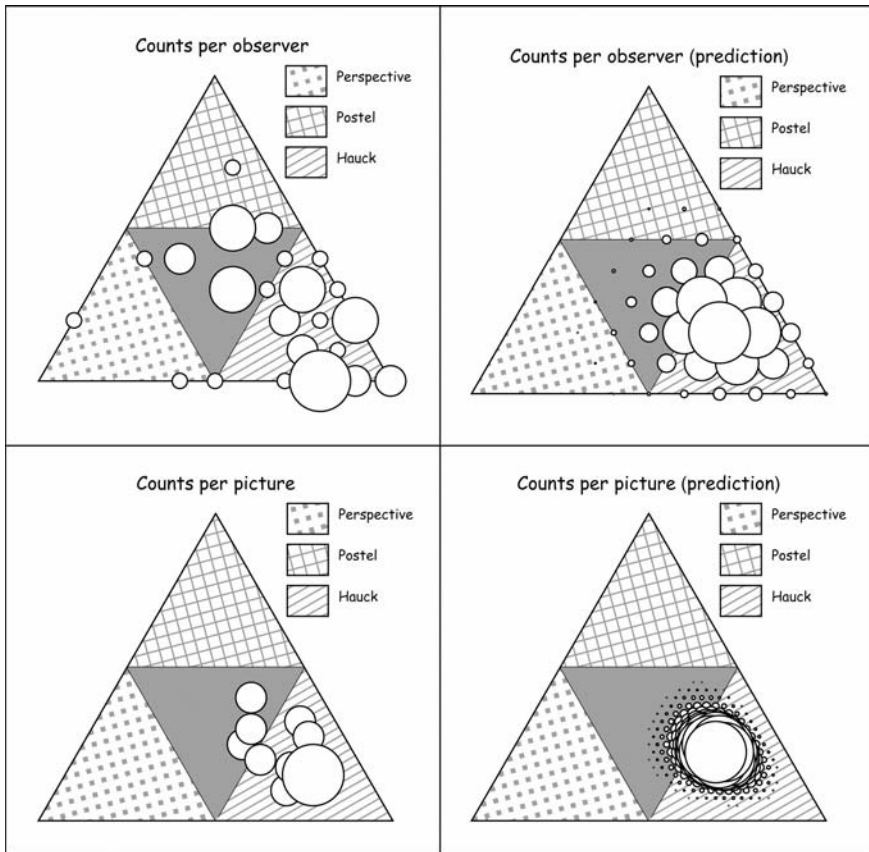 Counts per observer
Perspective
Postel
Hauck
Counts per observer (prediction)
Perspective
Postel
Hauck
Counts per picture
Perspective
Postel
Hauck
Counts per picture (prediction)
Perspective
Postel
Hauck